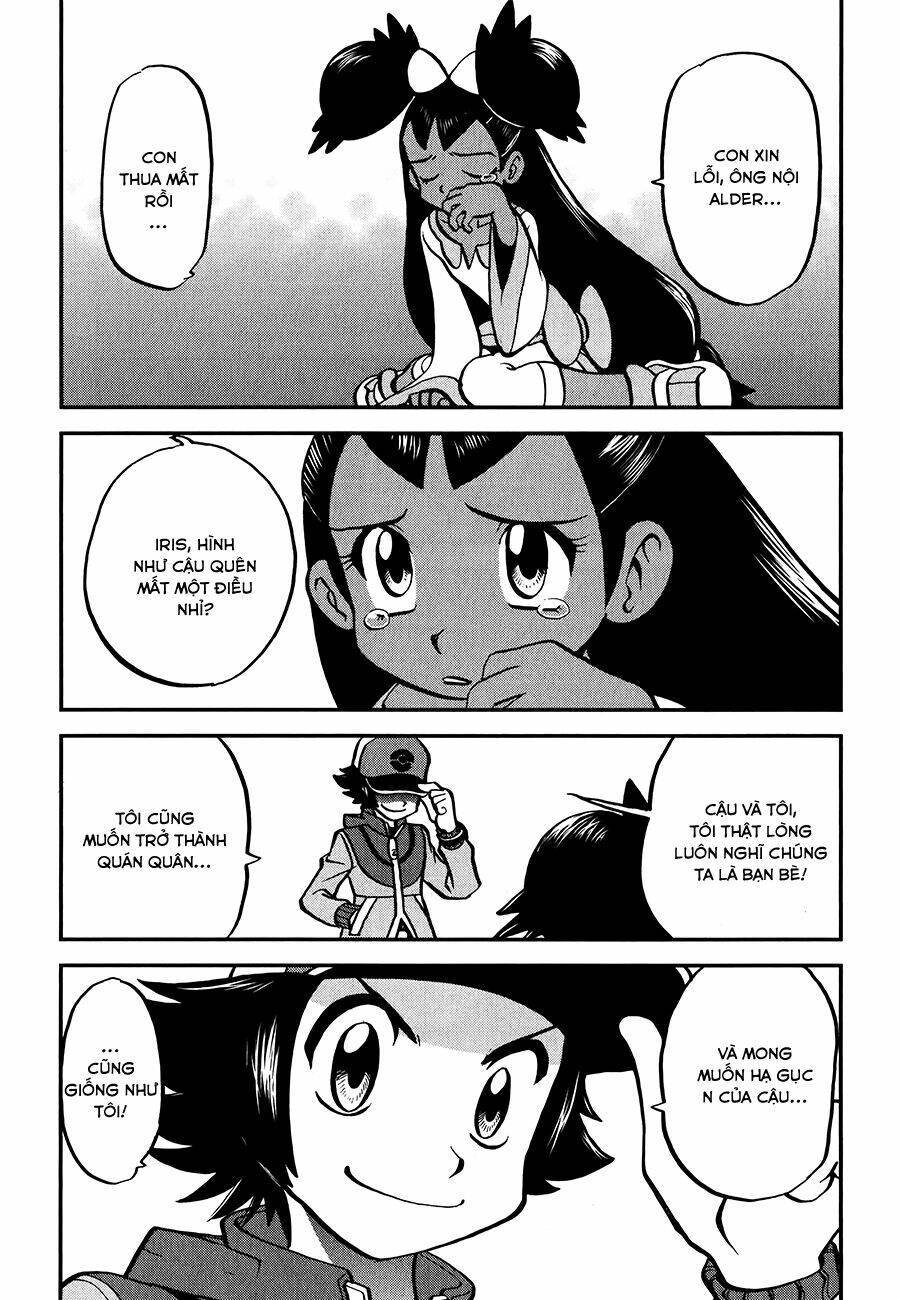 CON XIN
LỖI, ÔNG NỘI
ALDER...
CON
THUA MẤT
RỒI
...
IRIS, HÌNH
NHƯ CẬU QUÊN
MẤT MỘT ĐIỀU
NHỈ?
CẬU VÀ TÔI,
TÔI THẬT LÒNG
LUÔN NGHĨ CHÚNG
TA LÀ BẠN BÈ!
TÔI CŨNG
MUỐN TRỞ THÀNH
QUÁN QUÂN...
VÀ MONG
MUỐN HẠ GỤC
N CỦA CẬU...
...
CŨNG
GIỐNG NHƯ
TÔI!